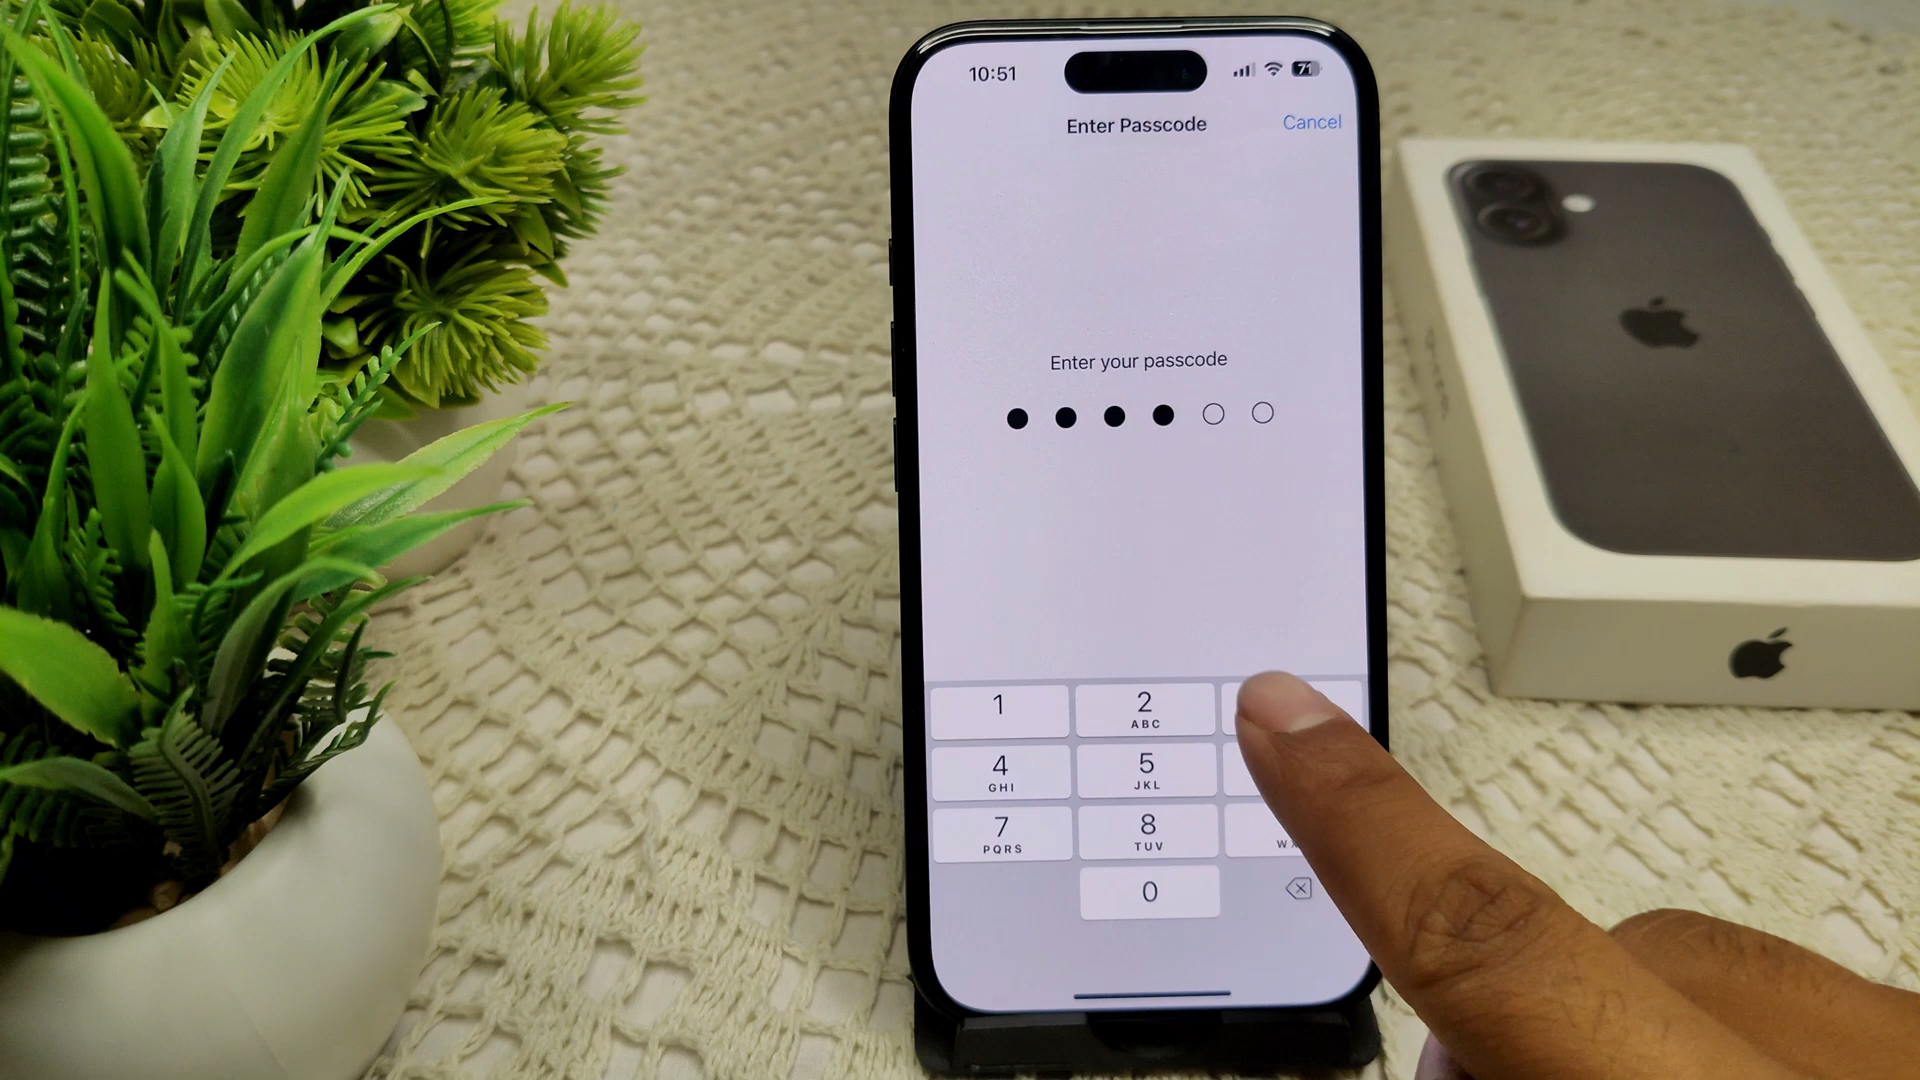 10:51
71
Enter Passcode
Cancel
Enter your passcode
1
2
ABC
4
GHI
5
JKL
7
PQRS
8
TUV
0